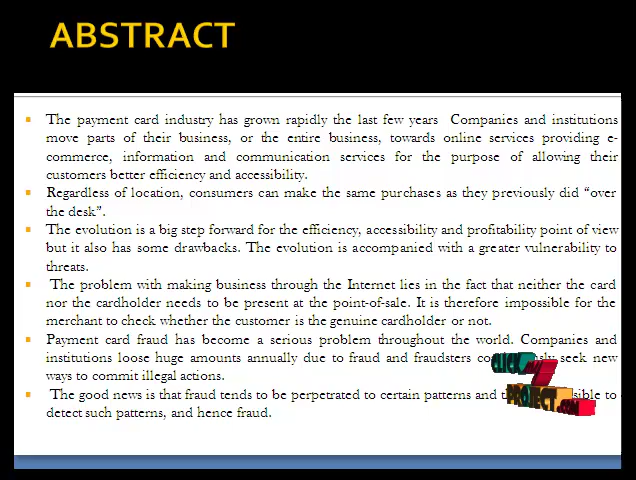 ABSTRACT
The payment card industry has grown rapidly the last few years Companies and institutions
move parts of their business, or the entire business, towards online services providing e-
commerce, information and communication services for the purpose of allowing their
customers better efficiency and accessibility.
Regardless of location, consumers can make the same purchases as they previously did “over
the desk”.
The evolution is a big step forward for the efficiency, accessibility and profitability point of view
but it also has some drawbacks. The evolution is accompanied with a greater vulnerability to
threats.
The problem with making business through the Internet lies in the fact that neither the card
nor the cardholder needs to be present at the point-of-sale. It is therefore impossible for the
merchant to check whether the customer is the genuine cardholder or not.
Payment card fraud has become a serious problem throughout the world. Companies and
institutions loose huge amounts annually due to fraud and fraudsters seek new
ways to commit illegal actions.
The good news is that fraud tends to be perpetrated to certain patterns and to
detect such patterns, and hence fraud.
CLICK
MY
PROJECT.COM